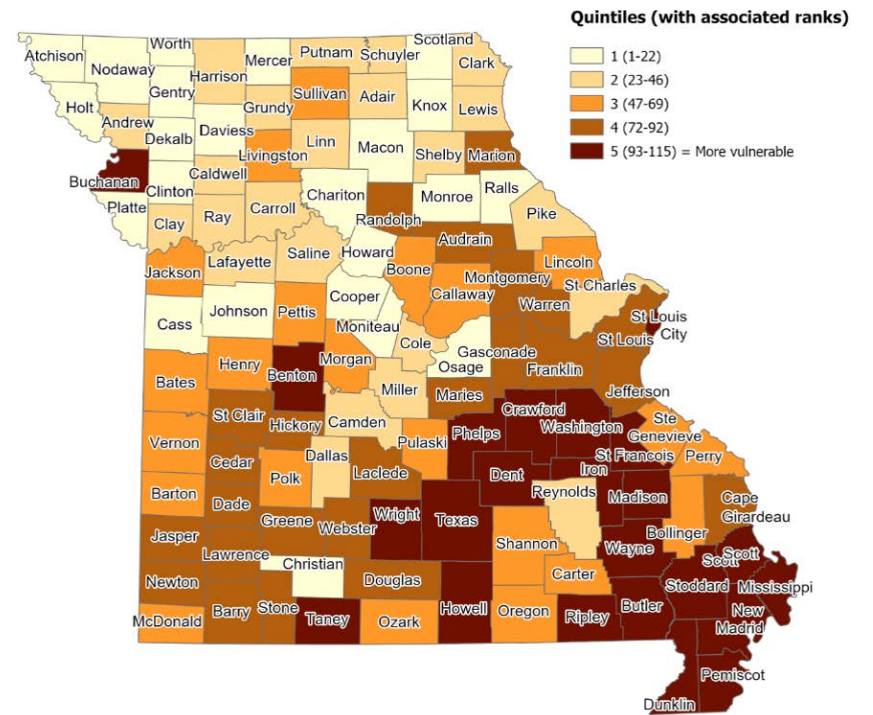 Quintiles (with associated ranks)
1 (1-22)
2 (23-46)
3 (47-69)
4 (72-92)
5 (93-115) = More vulnerable
Atchison
Nodaway
Worth
Gentry
Harrison
Mercer
Putnam
Schuyler
Scotland
Clark
Holt
Andrew
Dekalb
Daviess
Grundy
Sullivan
Adair
Knox
Lewis
Buchanan
Clinton
Caldwell
Livingston
Linn
Macon
Shelby
Marion
Platte
Clay
Ray
Carroll
Chariton
Randolph
Monroe
Ralls
Pike
Jackson
Lafayette
Saline
Howard
Boone
Audrain
Callaway
Montgomery
Lincoln
Warren
St Charles
St Louis
City
St Louis
Cass
Johnson
Pettis
Cooper
Moniteau
Cole
Osage
Gasconade
Franklin
Jefferson
Bates
Henry
Benton
Morgan
Miller
Maries
Crawford
Washington
Ste
Genevieve
St Francois
Perry
Vernon
St Clair
Hickory
Camden
Pulaski
Phelps
Dent
Iron
Madison
Cape
Girardeau
Bollinger
Barton
Cedar
Polk
Dallas
Laclede
Texas
Reynolds
Wayne
Dade
Greene
Webster
Wright
Shannon
Carter
Jasper
Lawrence
Christian
Douglas
Howell
Oregon
Ripley
Butler
Stoddard
Scott
Scott
Mississippi
New
Madrid
Newton
McDonald
Barry
Stone
Taney
Ozark
Pemiscot
Dunklin